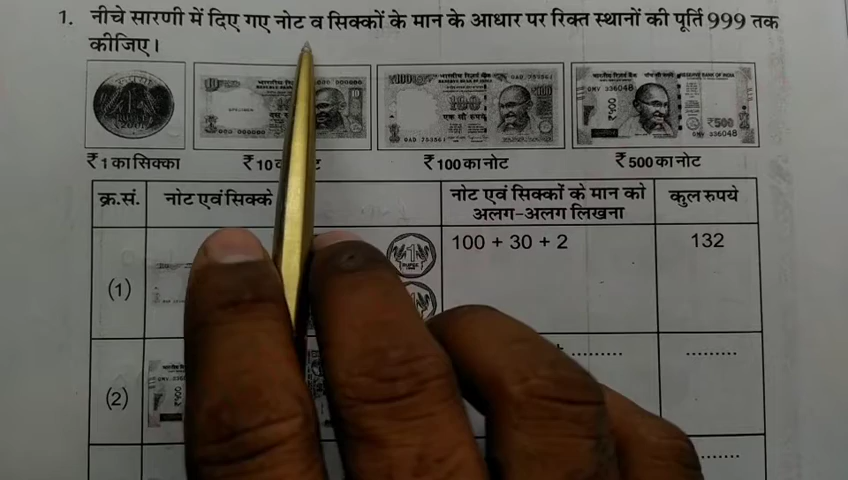 1. नीचे सारणी में दिए गए नोट व सिक्कों के मान के आधार पर रिक्त स्थानों की पूर्ति 999 तक
कीजिए।
₹ 1 का सिक्का ₹ 10 ₹ 100 का नोट ₹ 500 का नोट
क्र.सं. नोट एवं सिक्के नोट एवं सिक्कों के मान को अलग-अलग लिखना कुल रुपये
(1) 100 + 30 + 2 132
(2) .......... ..........